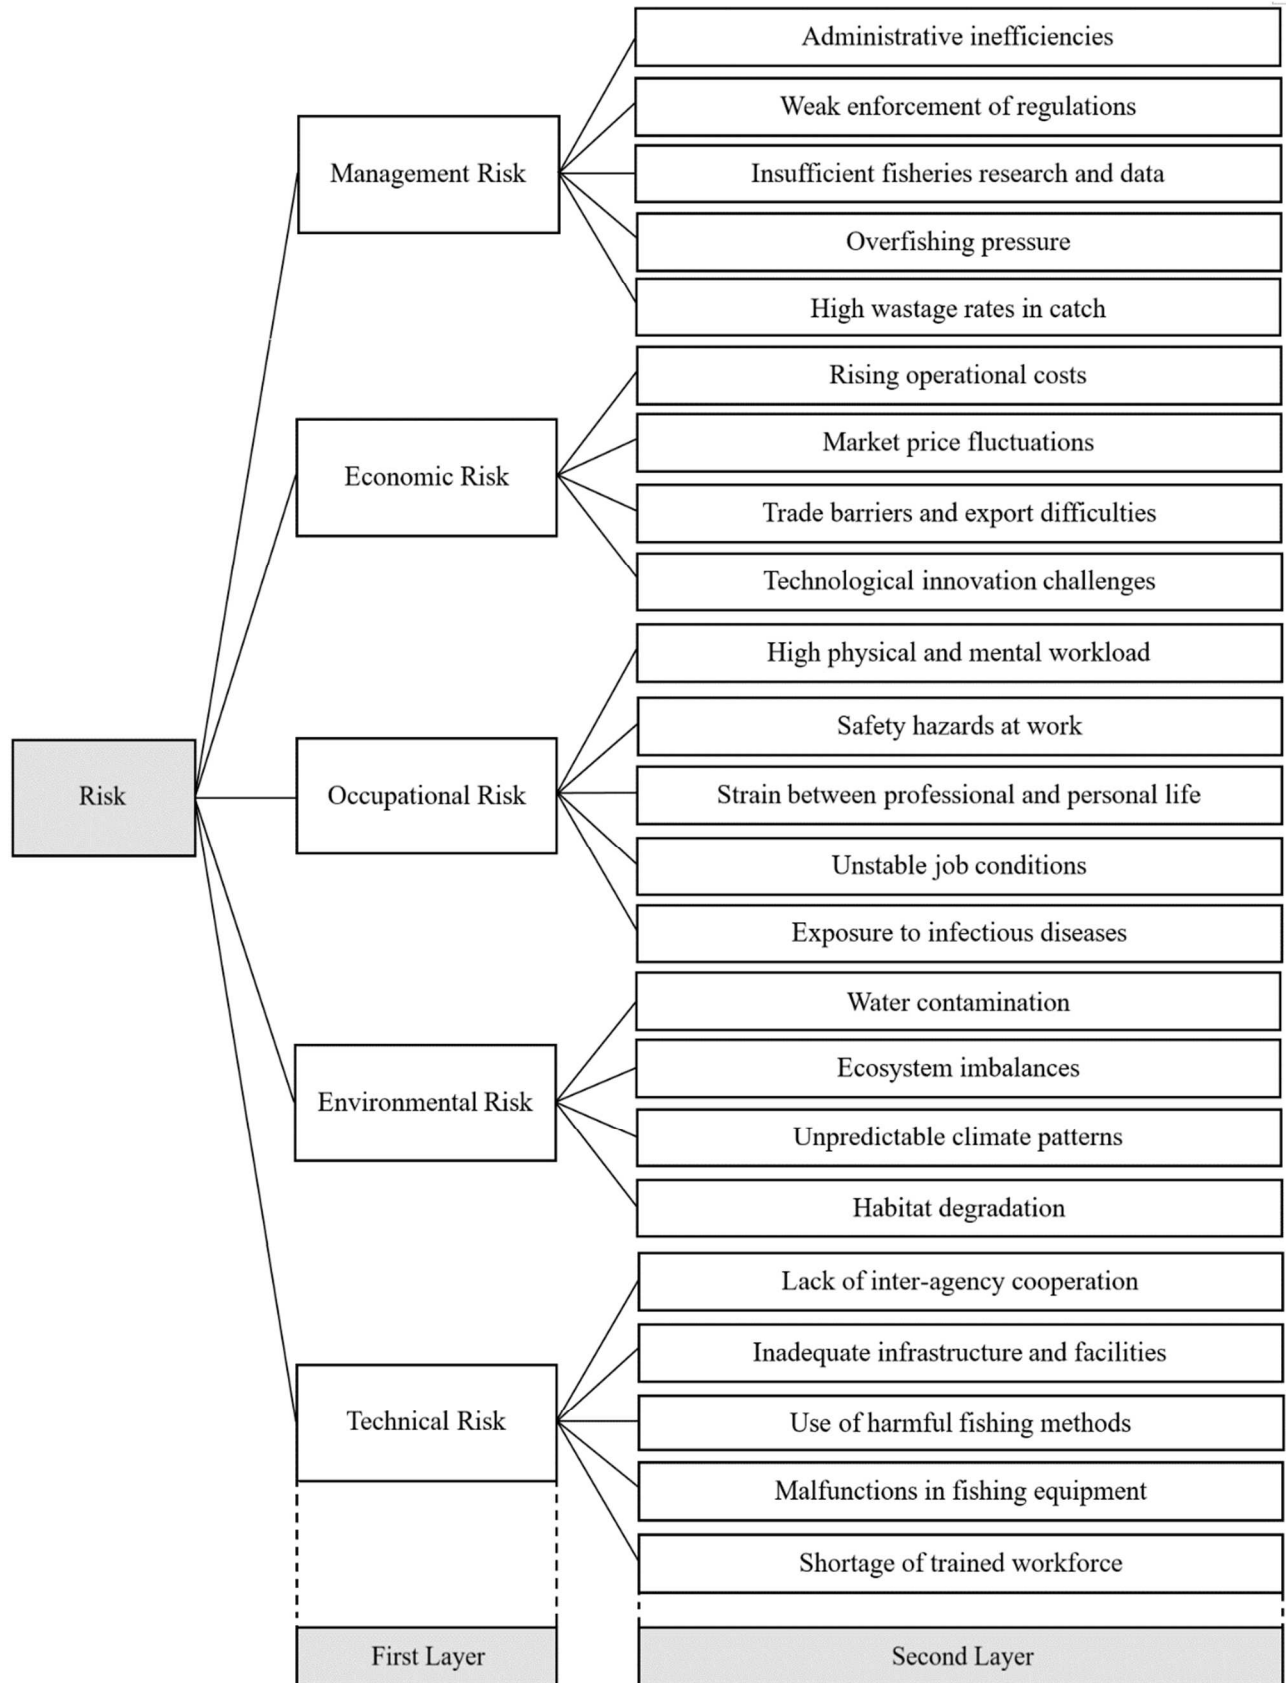 Risk
Management Risk
Administrative inefficiencies
Weak enforcement of regulations
Insufficient fisheries research and data
Overfishing pressure
High wastage rates in catch
Economic Risk
Rising operational costs
Market price fluctuations
Trade barriers and export difficulties
Technological innovation challenges
Occupational Risk
High physical and mental workload
Safety hazards at work
Strain between professional and personal life
Unstable job conditions
Exposure to infectious diseases
Environmental Risk
Water contamination
Ecosystem imbalances
Unpredictable climate patterns
Habitat degradation
Technical Risk
Lack of inter-agency cooperation
Inadequate infrastructure and facilities
Use of harmful fishing methods
Malfunctions in fishing equipment
Shortage of trained workforce
First Layer
Second Layer